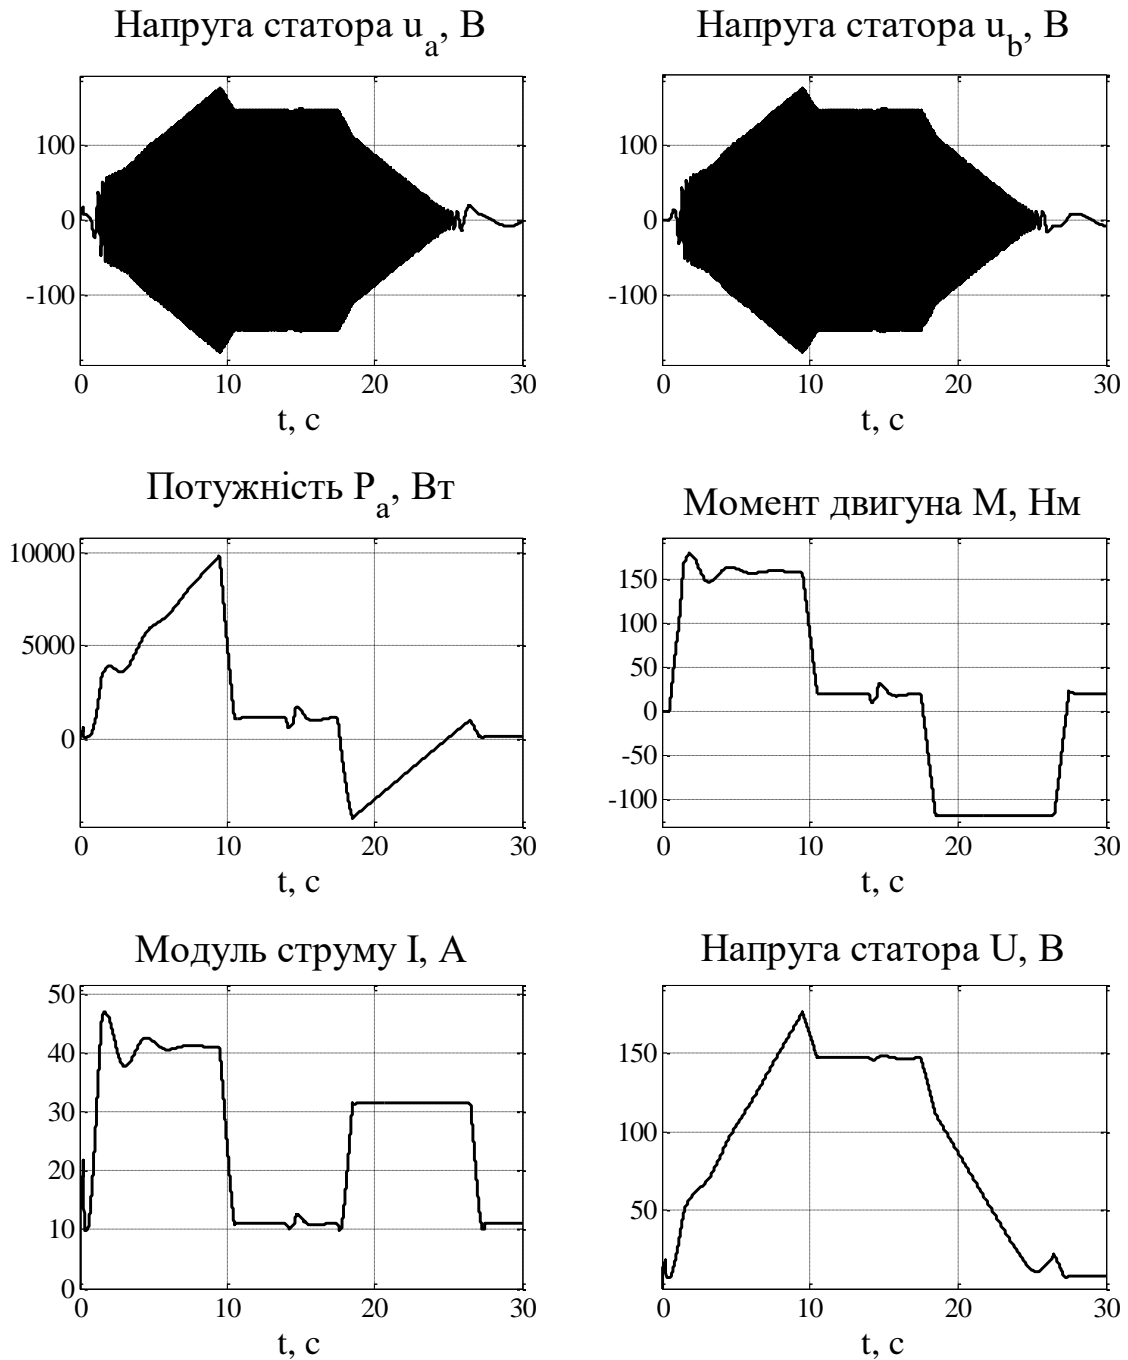 Напруга статора u_a, В
100
0
-100
0 10 20 30
t, с
Напруга статора u_b, В
100
0
-100
0 10 20 30
t, с
Потужність P_a, Вт
10000
5000
0
0 10 20 30
t, с
Момент двигуна М, Нм
150
100
50
0
-50
-100
0 10 20 30
t, с
Модуль струму I, А
50
40
30
20
10
0
0 10 20 30
t, с
Напруга статора U, В
150
100
50
0 10 20 30
t, с